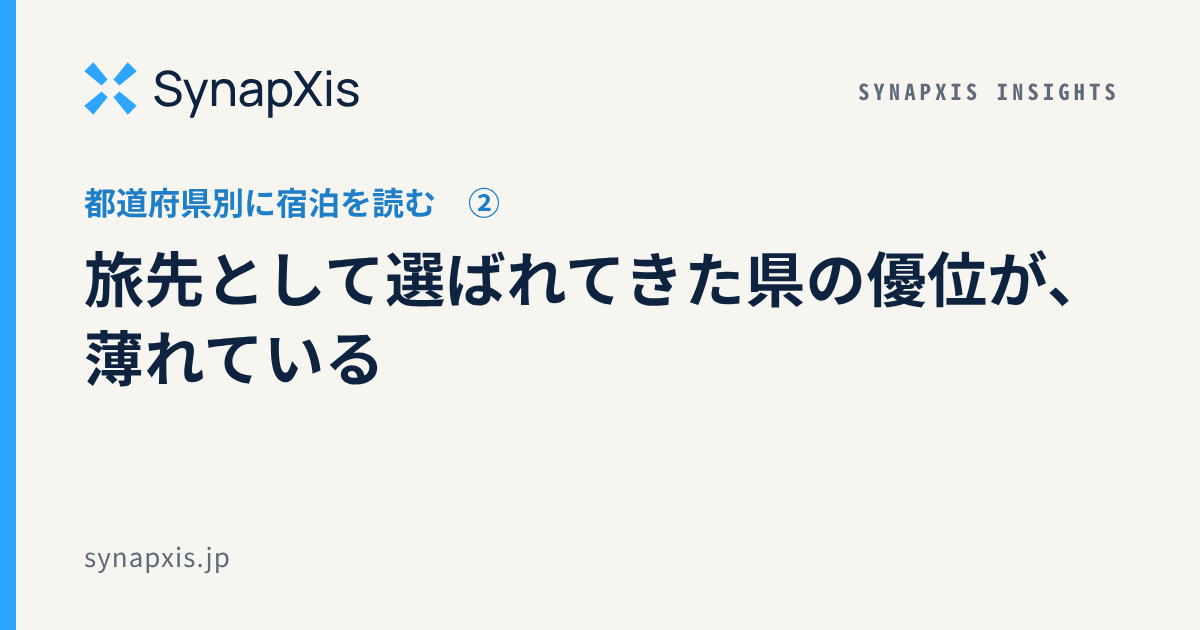 SynapXis
SYNAPXIS INSIGHTS
都道府県別に宿泊を読む　②
旅先として選ばれてきた県の優位が、
薄れている
synapxis.jp